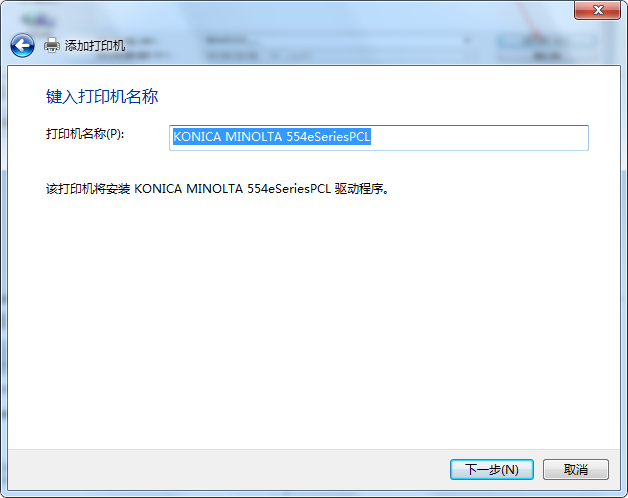 添加打印机
键入打印机名称
打印机名称(P):
KONICA MINOLTA 554eSeriesPCL
该打印机将安装 KONICA MINOLTA 554eSeriesPCL 驱动程序。
下一步(N)
取消